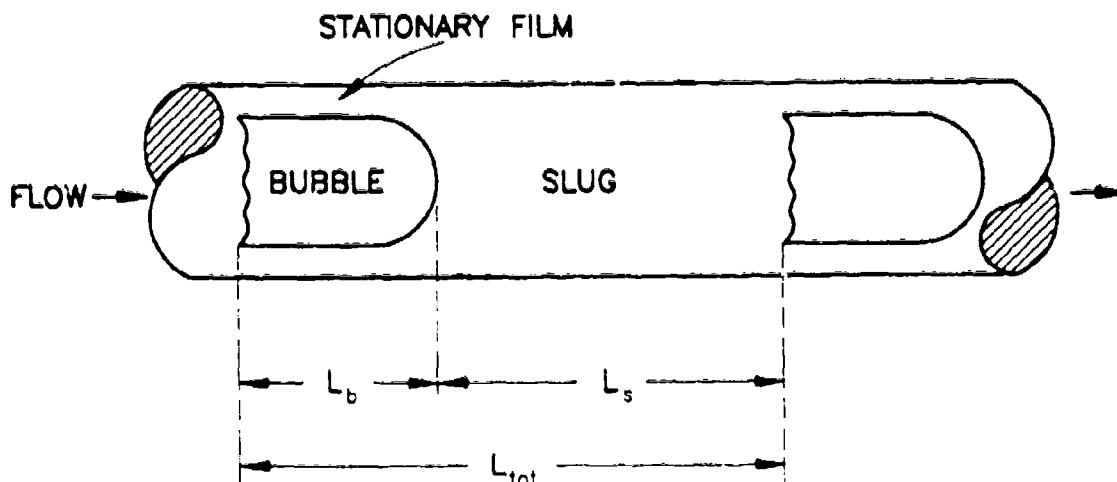 STATIONARY FILM
BUBBLE
SLUG
FLOW
L_b
L_s
L_tot